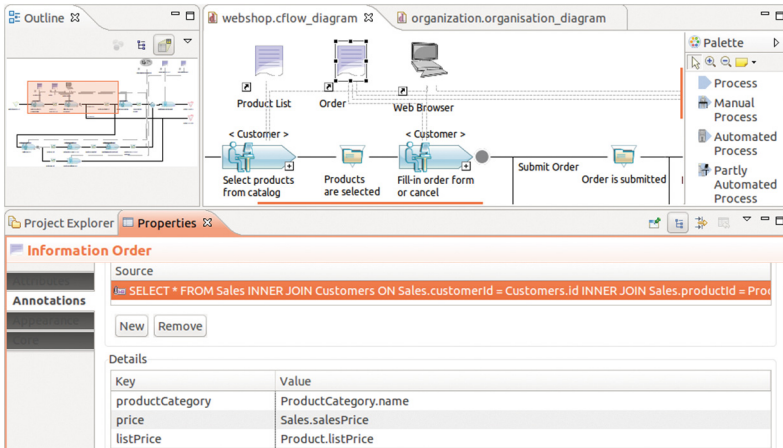 Outline
webshop.cflow_diagram
organization.organisation_diagram
Palette
Product List
Order
Web Browser
Process
Manual
Process
Automated
Process
Partly
Automated
Process
< Customer >
< Customer >
Select products
from catalog
Products
are selected
Fill-in order form
or cancel
Submit Order
Order is submitted
Project Explorer
Properties
Information Order
Annotations
Core
Source
SELECT * FROM Sales INNER JOIN Customers ON Sales.customerId = Customers.id INNER JOIN Sales.productId = Proc
New
Remove
Details
Key Value
productCategory ProductCategory.name
price Sales.salesPrice
listPrice Product.listPrice